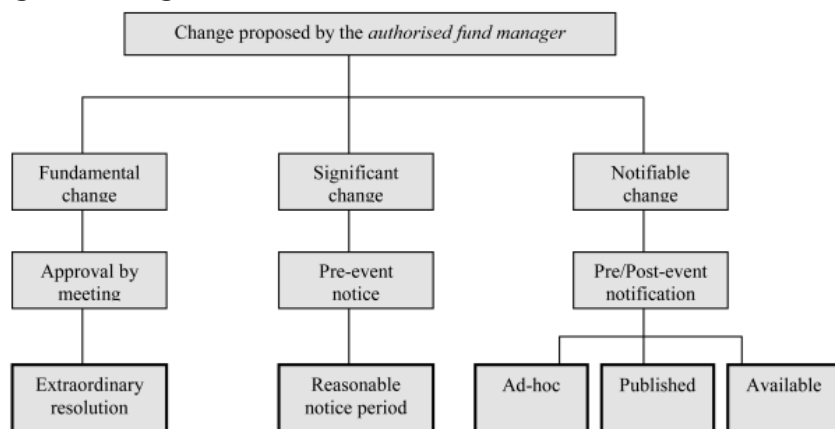 Change proposed by the authorised fund manager
Fundamental
change
Significant
change
Notifiable
change
Approval by
meeting
Pre-event
notice
Pre/Post-event
notification
Extraordinary
resolution
Reasonable
notice period
Ad-hoc
Published
Available